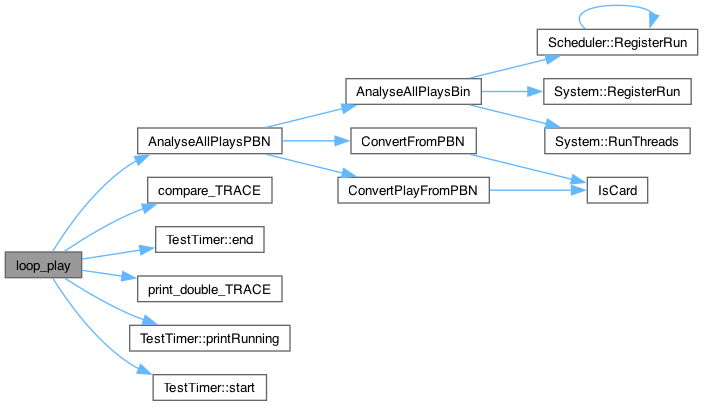 loop_play
AnalyseAllPlaysPBN
AnalyseAllPlaysBin
Scheduler::RegisterRun
System::RegisterRun
System::RunThreads
ConvertFromPBN
IsCard
ConvertPlayFromPBN
compare_TRACE
TestTimer::end
print_double_TRACE
TestTimer::printRunning
TestTimer::start